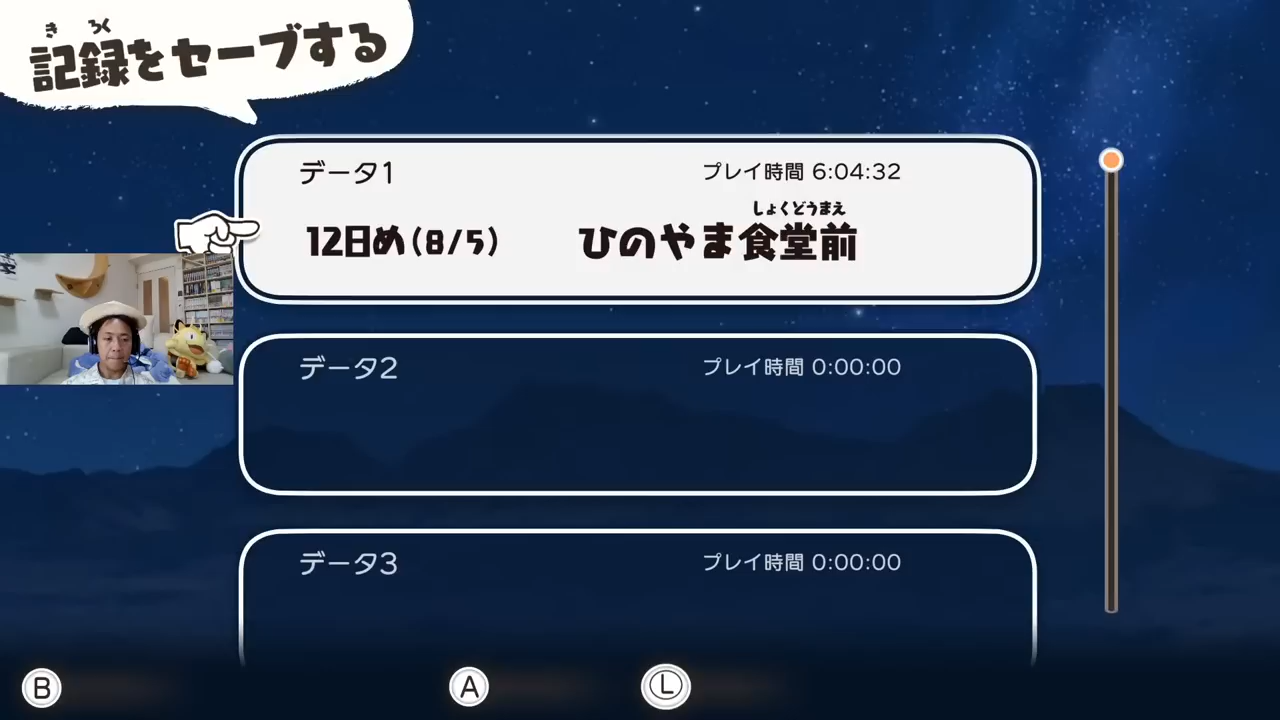 きろく
記録をセーブする
データ1
プレイ時間 6:04:32
しょくどうまえ
12日め(8/5) ひのやま食堂前
データ2
プレイ時間 0:00:00
データ3
プレイ時間 0:00:00
B
A
L